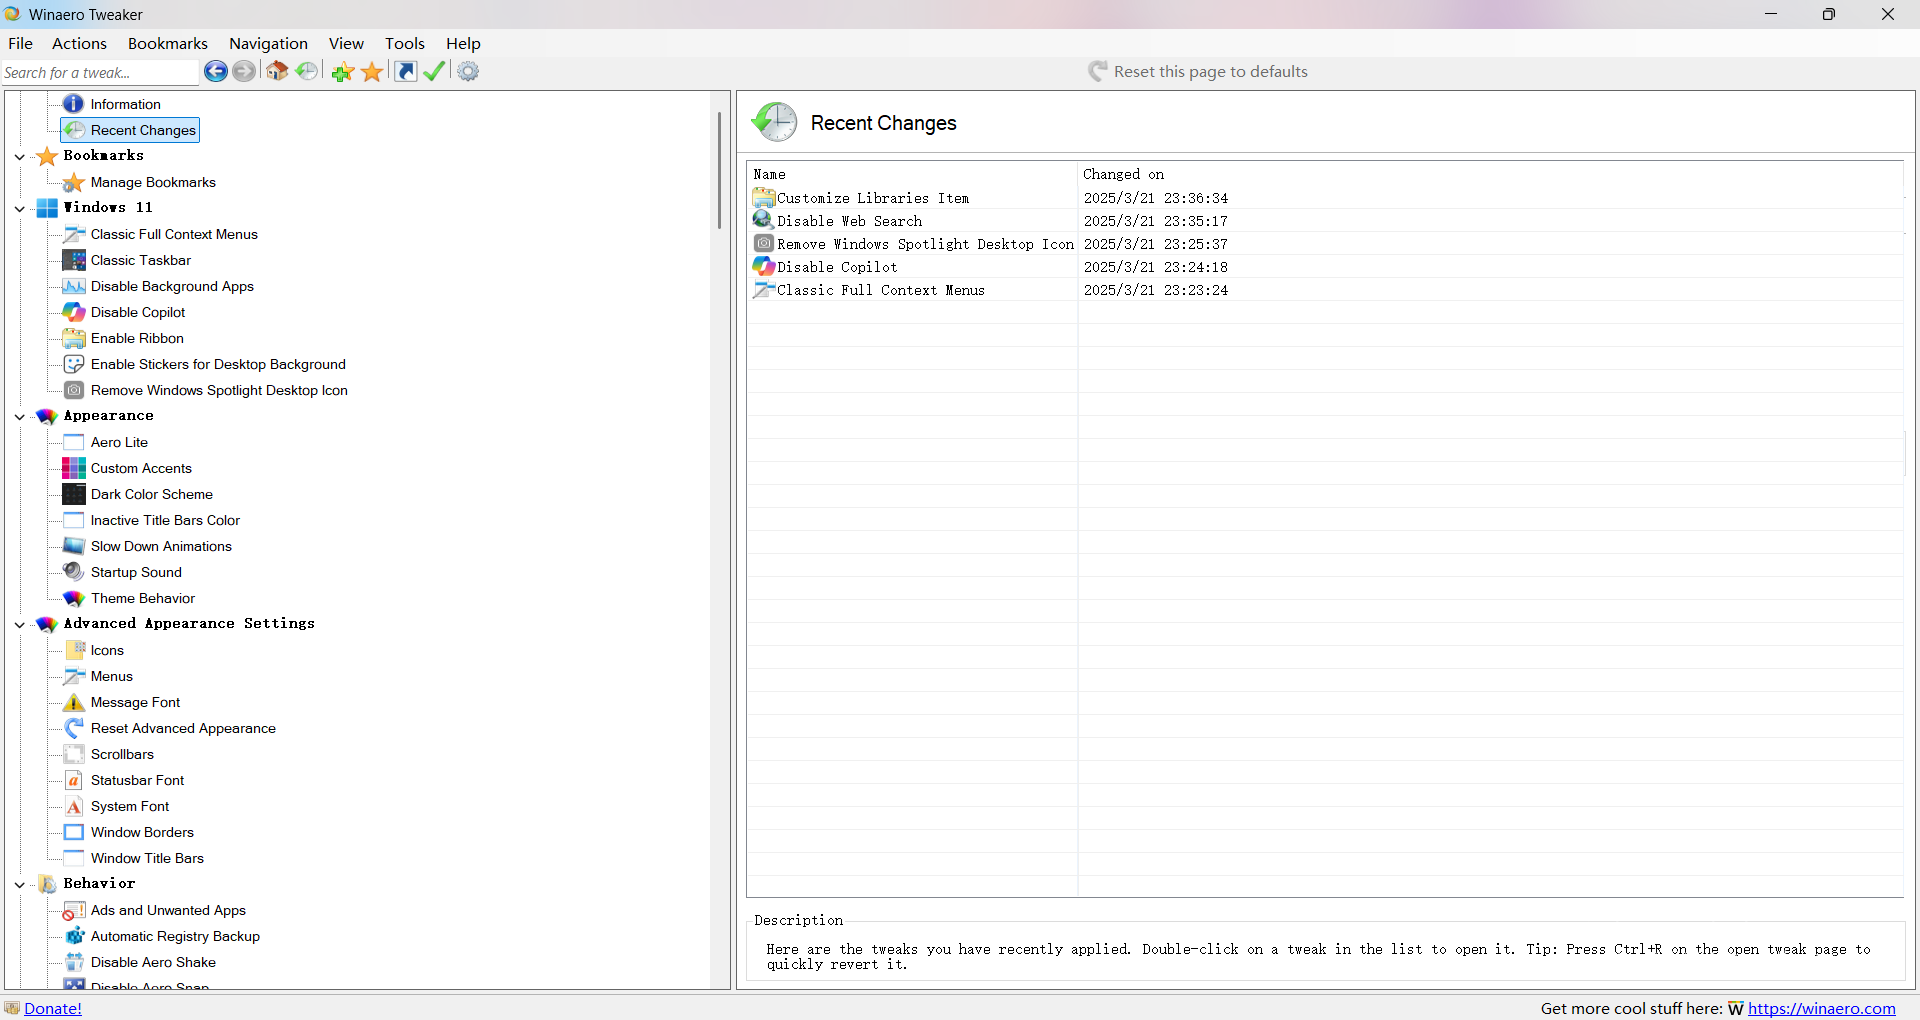 Winaero Tweaker
File Actions Bookmarks Navigation View Tools Help
Search for a tweak...
Reset this page to defaults
Information
Recent Changes
Bookmarks
Manage Bookmarks
Windows 11
Classic Full Context Menus
Classic Taskbar
Disable Background Apps
Disable Copilot
Enable Ribbon
Enable Stickers for Desktop Background
Remove Windows Spotlight Desktop Icon
Appearance
Aero Lite
Custom Accents
Dark Color Scheme
Inactive Title Bars Color
Slow Down Animations
Startup Sound
Theme Behavior
Advanced Appearance Settings
Icons
Menus
Message Font
Reset Advanced Appearance
Scrollbars
Statusbar Font
System Font
Window Borders
Window Title Bars
Behavior
Ads and Unwanted Apps
Automatic Registry Backup
Disable Aero Shake
Disable Aero Snap
Recent Changes
Name Changed on
Customize Libraries Item 2025/3/21 23:36:34
Disable Web Search 2025/3/21 23:35:17
Remove Windows Spotlight Desktop Icon 2025/3/21 23:25:37
Disable Copilot 2025/3/21 23:24:18
Classic Full Context Menus 2025/3/21 23:23:24
Description
Here are the tweaks you have recently applied. Double-click on a tweak in the list to open it. Tip: Press Ctrl+R on the open tweak page to
quickly revert it.
Donate!
Get more cool stuff here: W https://winaero.com